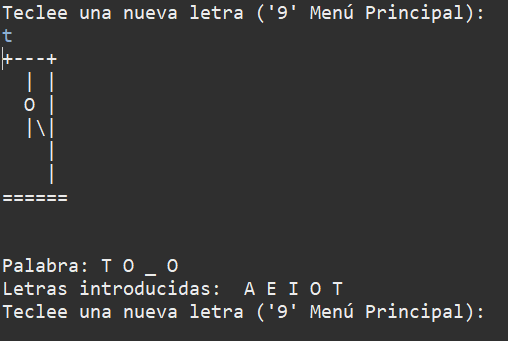 Teclee una nueva letra ('9' Menú Principal):
t
+---+
  | |
  O |
  |\|
    |
    |
======
Palabra: T O _ O
Letras introducidas:  A E I O T
Teclee una nueva letra ('9' Menú Principal):